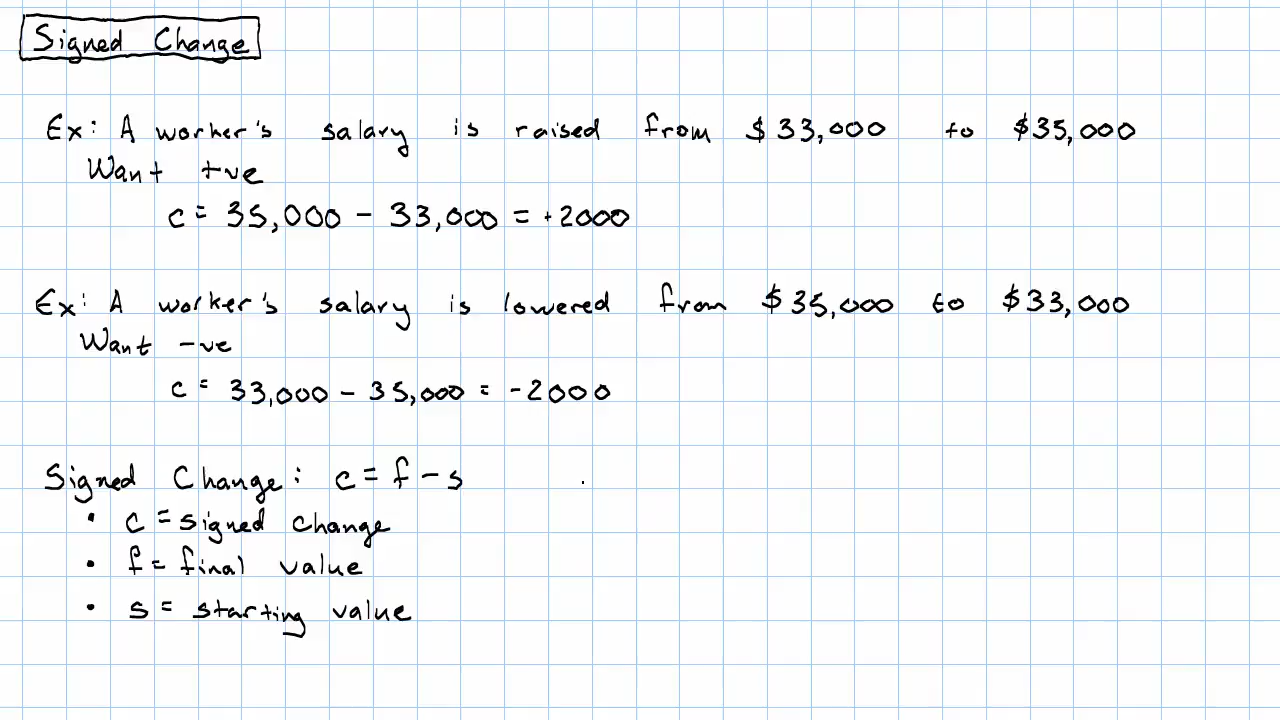 Signed Change
Ex: A worker's salary is raised from $33,000 to $35,000
Want +ve
c = 35,000 - 33,000 = +2000
Ex: A worker's salary is lowered from $35,000 to $33,000
Want -ve
c = 33,000 - 35,000 = -2000
Signed Change: c = f - s
• c = signed change
• f = final value
• s = starting value